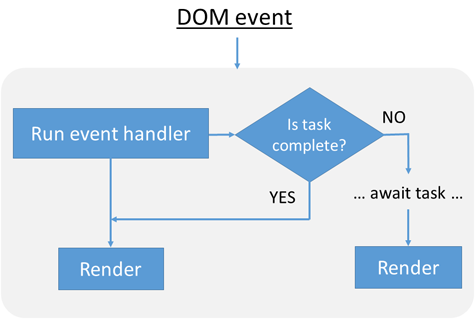 DOM event
Run event handler
Is task
complete?
NO
YES
... await task ...
Render
Render